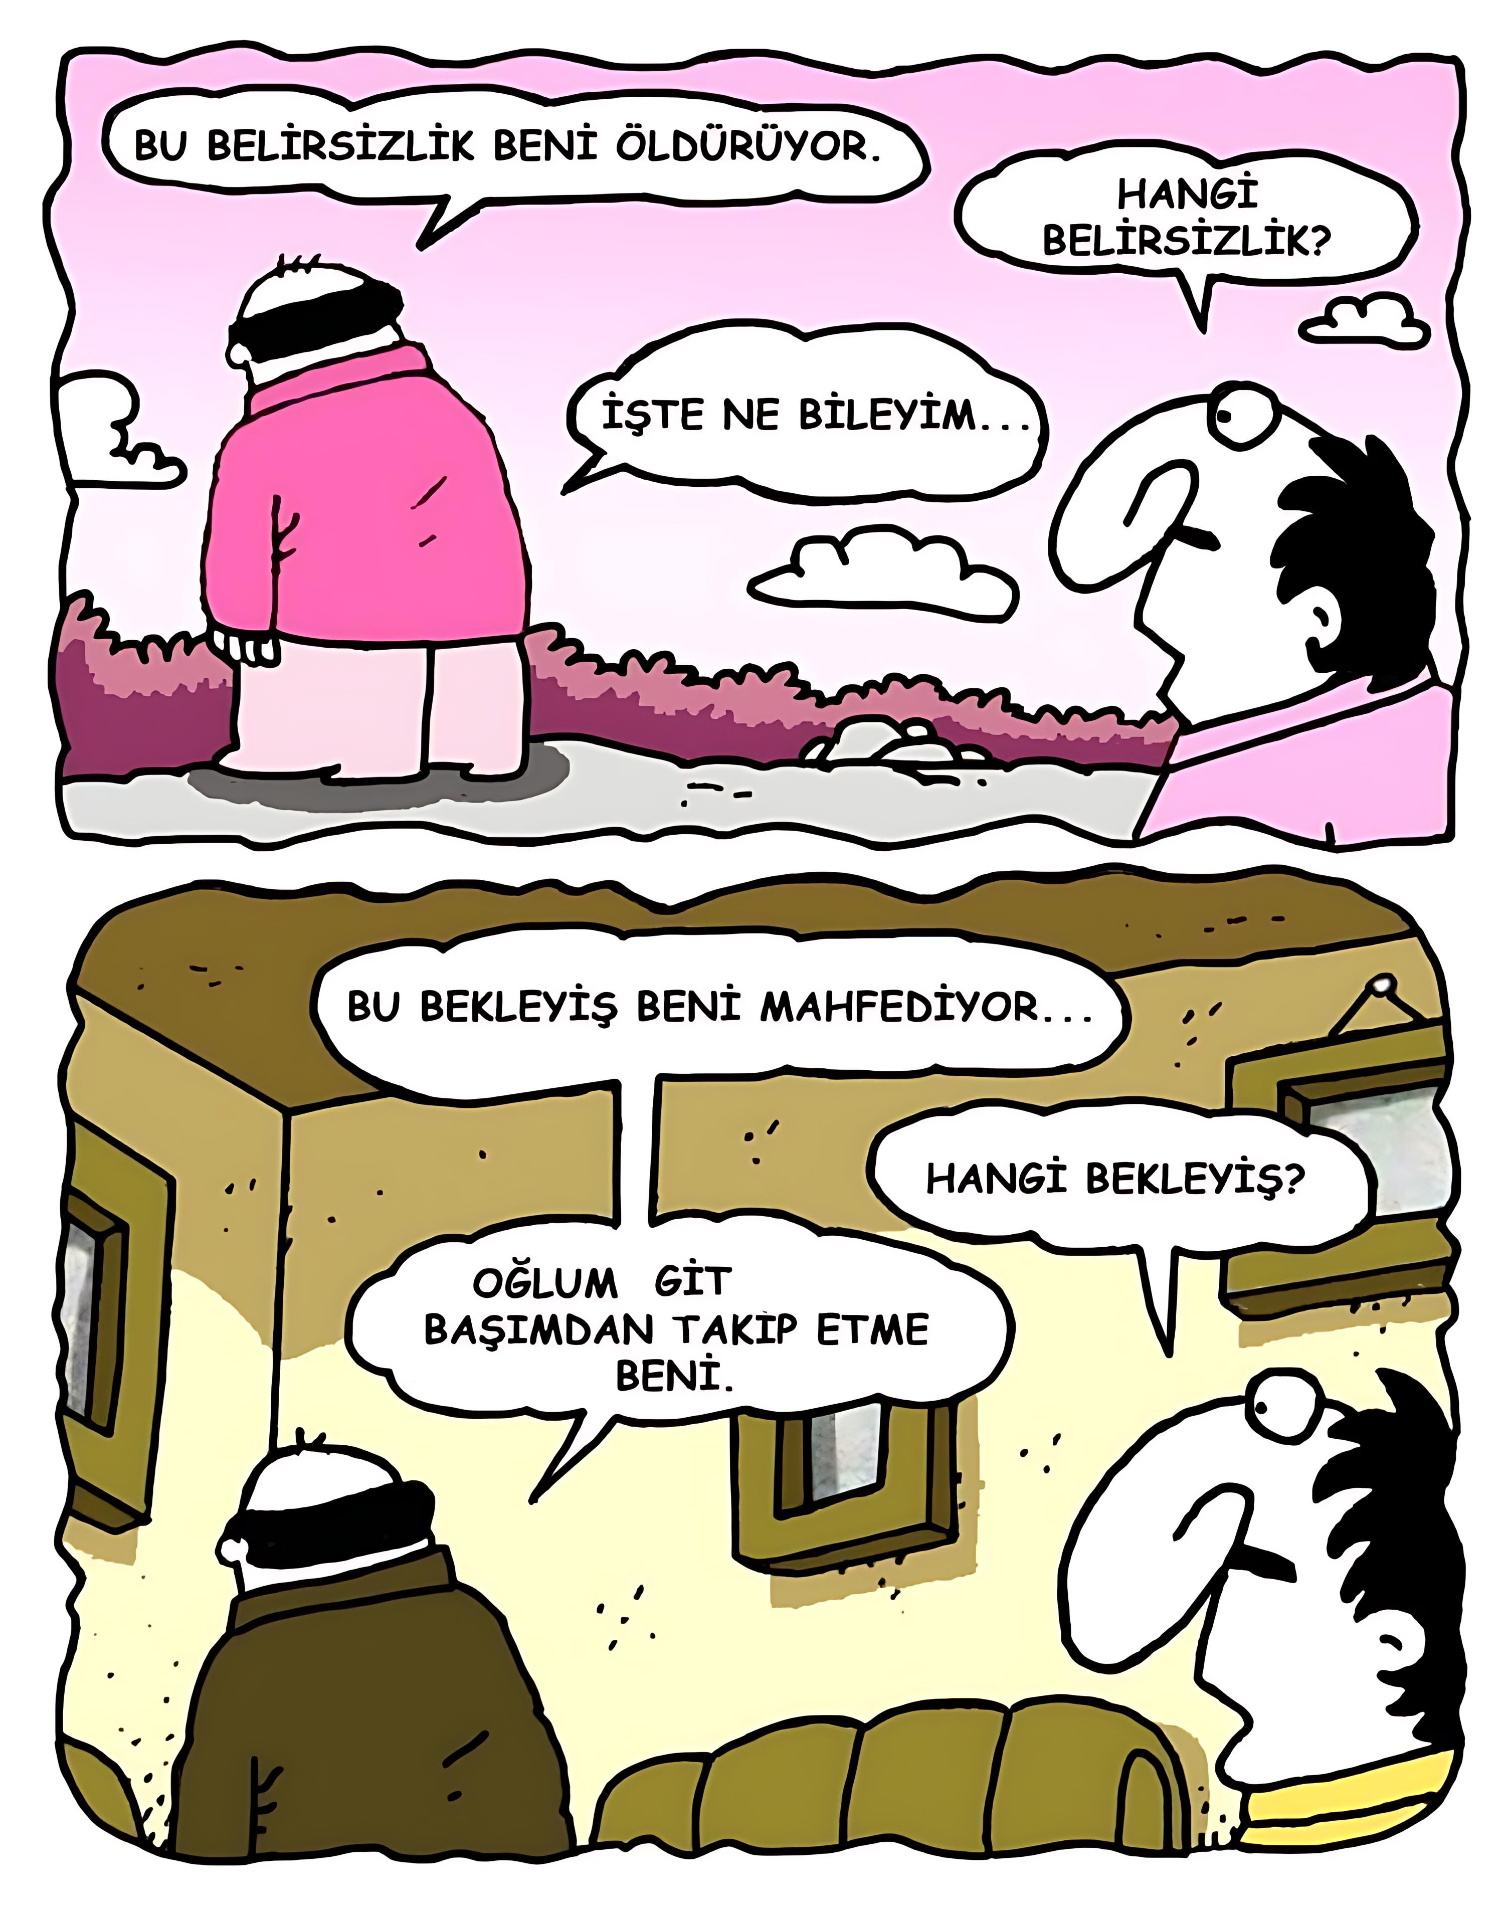 BU BELİRSİZLİK BENİ ÖLDÜRÜYOR.
HANGİ
BELİRSİZLİK?
İŞTE NE BİLEYİM...
BU BEKLEYİŞ BENİ MAHFEDİYOR...
HANGİ BEKLEYİŞ?
OĞLUM GİT
BAŞIMDAN TAKİP ETME
BENİ.